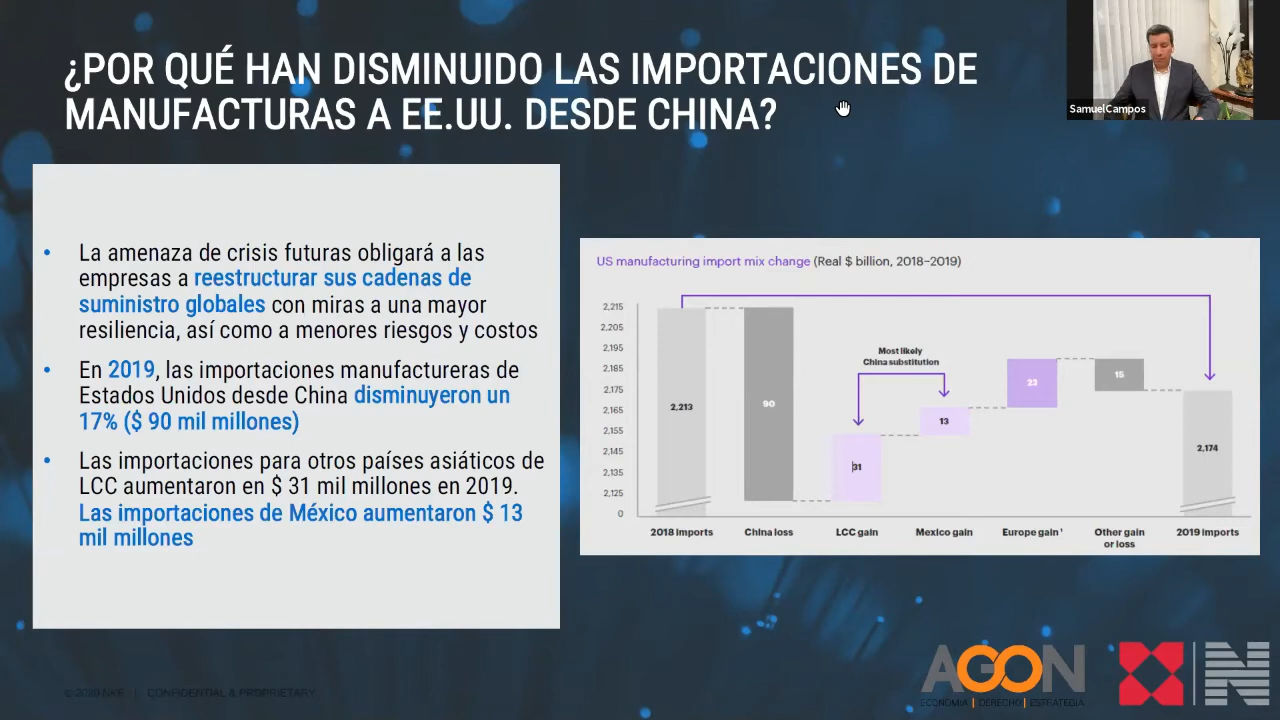 ¿POR QUÉ HAN DISMINUIDO LAS IMPORTACIONES DE
MANUFACTURAS A EE.UU. DESDE CHINA?
SamuelCampos
• La amenaza de crisis futuras obligará a las
empresas a reestructurar sus cadenas de
suministro globales con miras a una mayor
resiliencia, así como a menores riesgos y costos
• En 2019, las importaciones manufactureras de
Estados Unidos desde China disminuyeron un
17% ($ 90 mil millones)
• Las importaciones para otros países asiáticos de
LCC aumentaron en $ 31 mil millones en 2019.
Las importaciones de México aumentaron $ 13
mil millones
US manufacturing import mix change (Real $ billion, 2018–2019)
2,215
2,205
2,195
2,185
2,175
2,165
2,155
2,145
2,135
2,125
0
Most likely
China substitution
2,213
90
31
13
23
15
2,174
2018 imports
China loss
LCC gain
Mexico gain
Europe gain ¹
Other gain
or loss
2019 imports
© 2020 NKF | CONFIDENTIAL & PROPRIETARY
AGON
ECONOMÍA | DERECHO | ESTRATEGIA
N